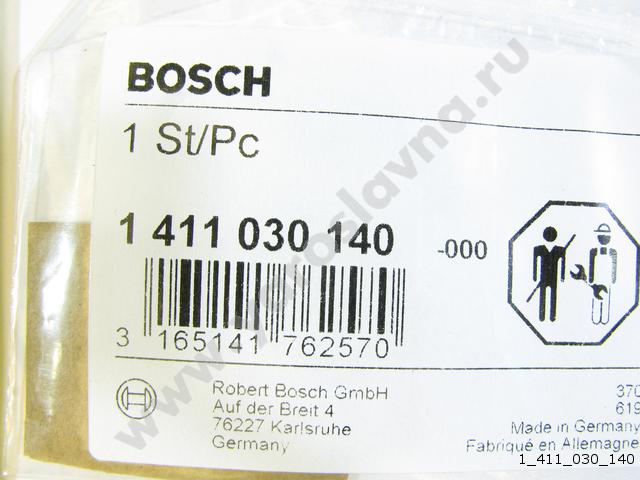 BOSCH
1 St/Pc
1 411 030 140 -000
3 165141 762570
Robert Bosch GmbH
Auf der Breit 4
76227 Karlsruhe
Germany
370
619
Made in Germany
Fabriqué en Allemagne
www.yaroslavna.ru
1_411_030_140